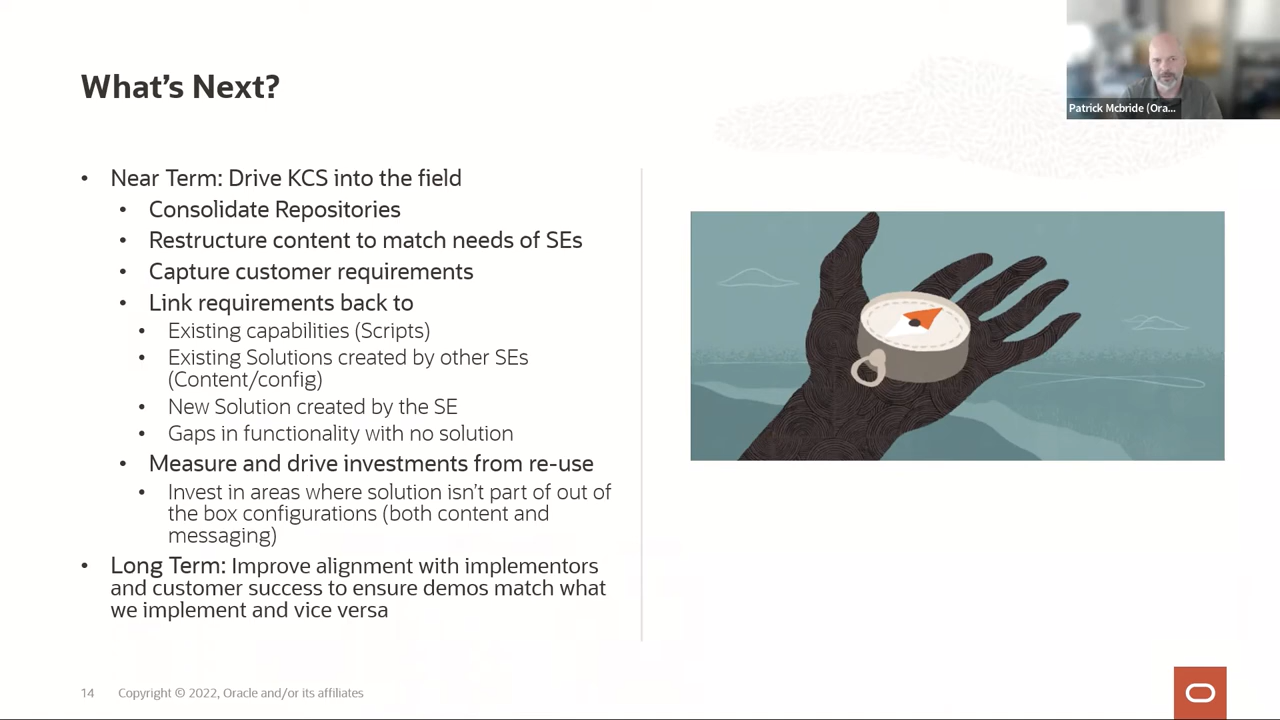 What's Next?
Patrick Mcbride (Ora...
• Near Term: Drive KCS into the field
• Consolidate Repositories
• Restructure content to match needs of SEs
• Capture customer requirements
• Link requirements back to
• Existing capabilities (Scripts)
• Existing Solutions created by other SEs
(Content/config)
• New Solution created by the SE
• Gaps in functionality with no solution
• Measure and drive investments from re-use
• Invest in areas where solution isn't part of out of
the box configurations (both content and
messaging)
• Long Term: Improve alignment with implementors
and customer success to ensure demos match what
we implement and vice versa
14 Copyright © 2022, Oracle and/or its affiliates